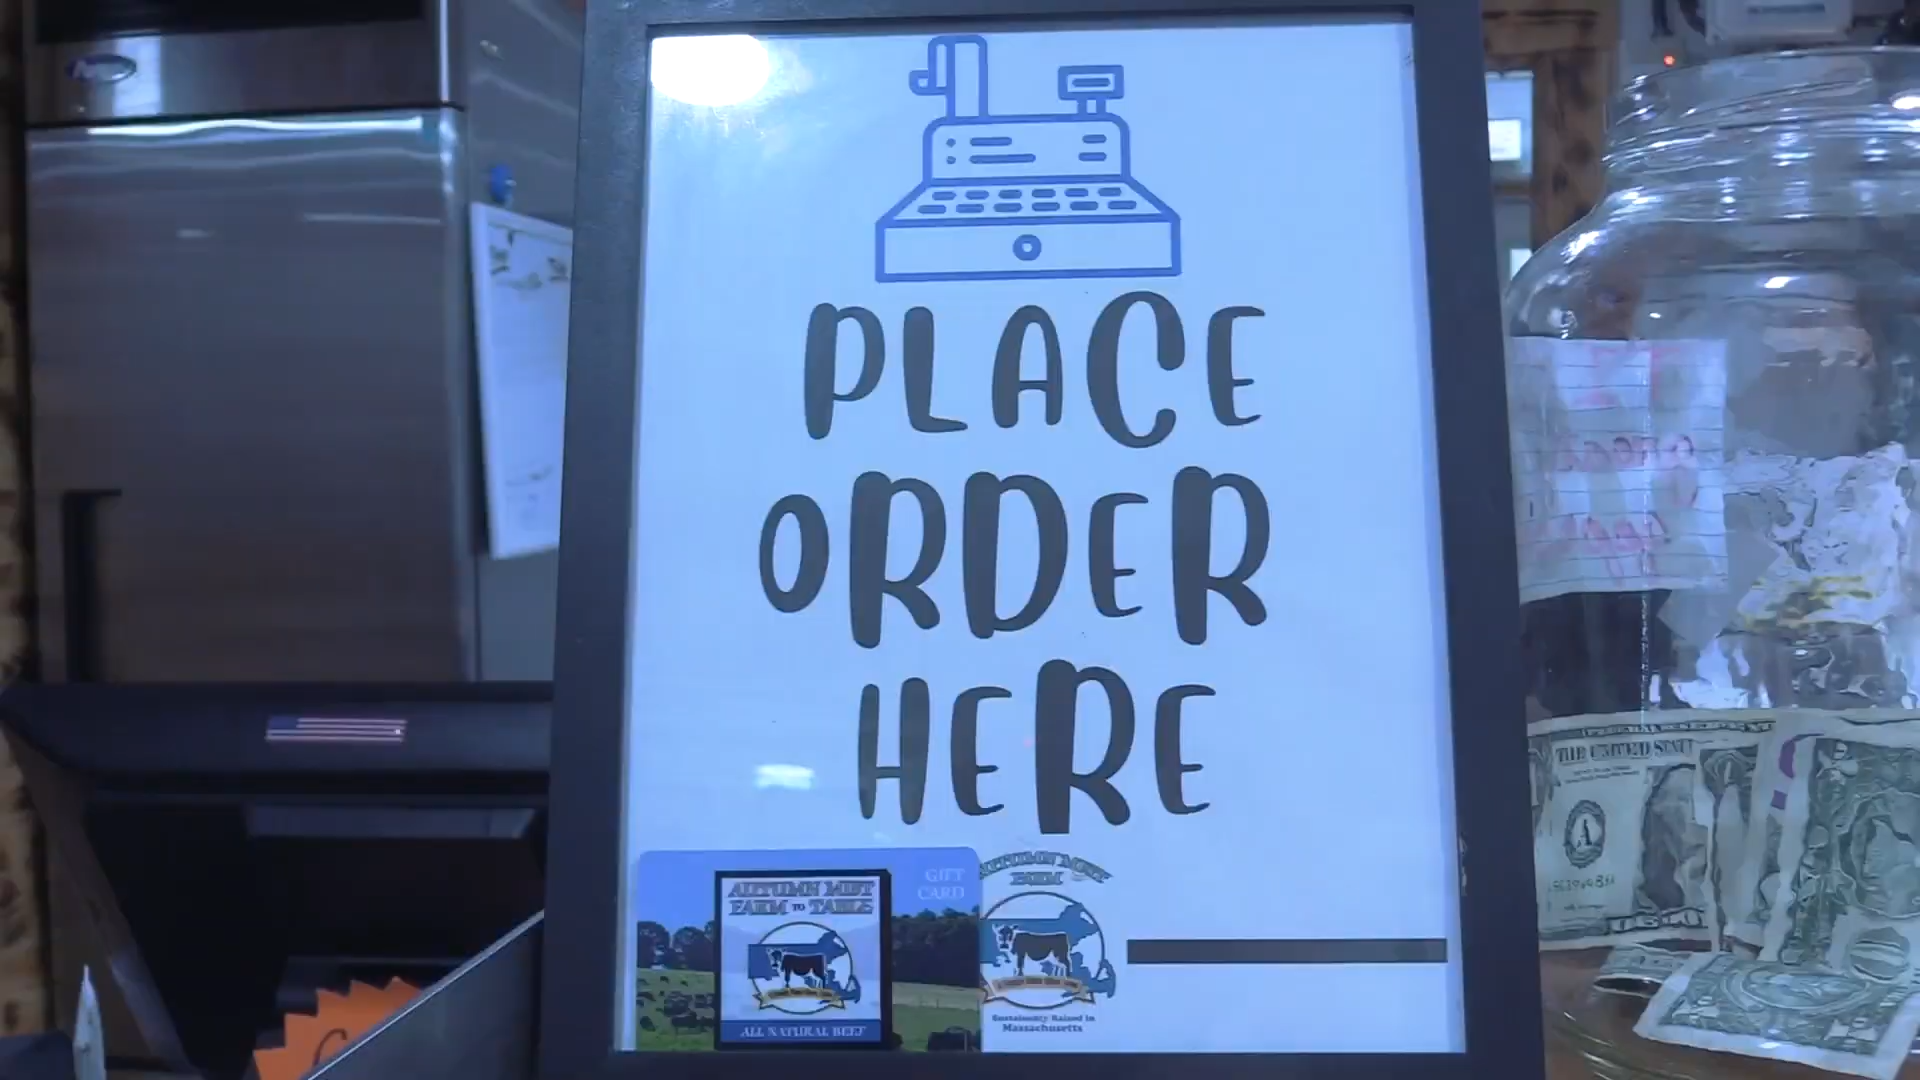 PLACE
ORDER
HERE
GIFT
CARD
AUTUMN MIST
FARM TO TABLE
ALL NATURAL BEEF
AUTUMN MIST
FARM
Sustainably Raised in
Massachusetts
THE UNITED STAT
A